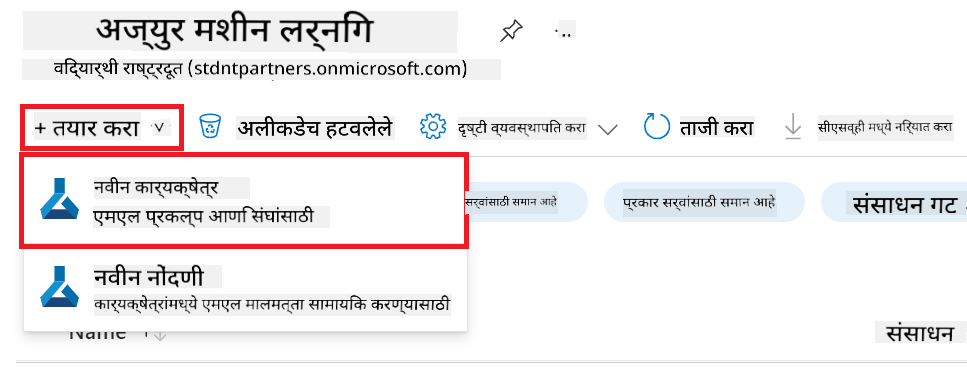 अज्युर मशीन लर्निंग
विद्यार्थी राष्ट्रदूत (stdntpartners.onmicrosoft.com)
+ तयार करा अलीकडेच हटवलेले दृष्टी व्यवस्थापित करा ताजी करा सीएसव्ही मध्ये निर्यात करा
नवीन कार्यक्षेत्र
एमएल प्रकल्प आणि संघांसाठी
सर्वांसाठी समान आहे प्रकार सर्वांसाठी समान आहे संसाधन गट
नवीन नोंदणी
कार्यक्षेत्रांमध्ये एमएल मालमत्ता सामायिक करण्यासाठी
Name संसाधन